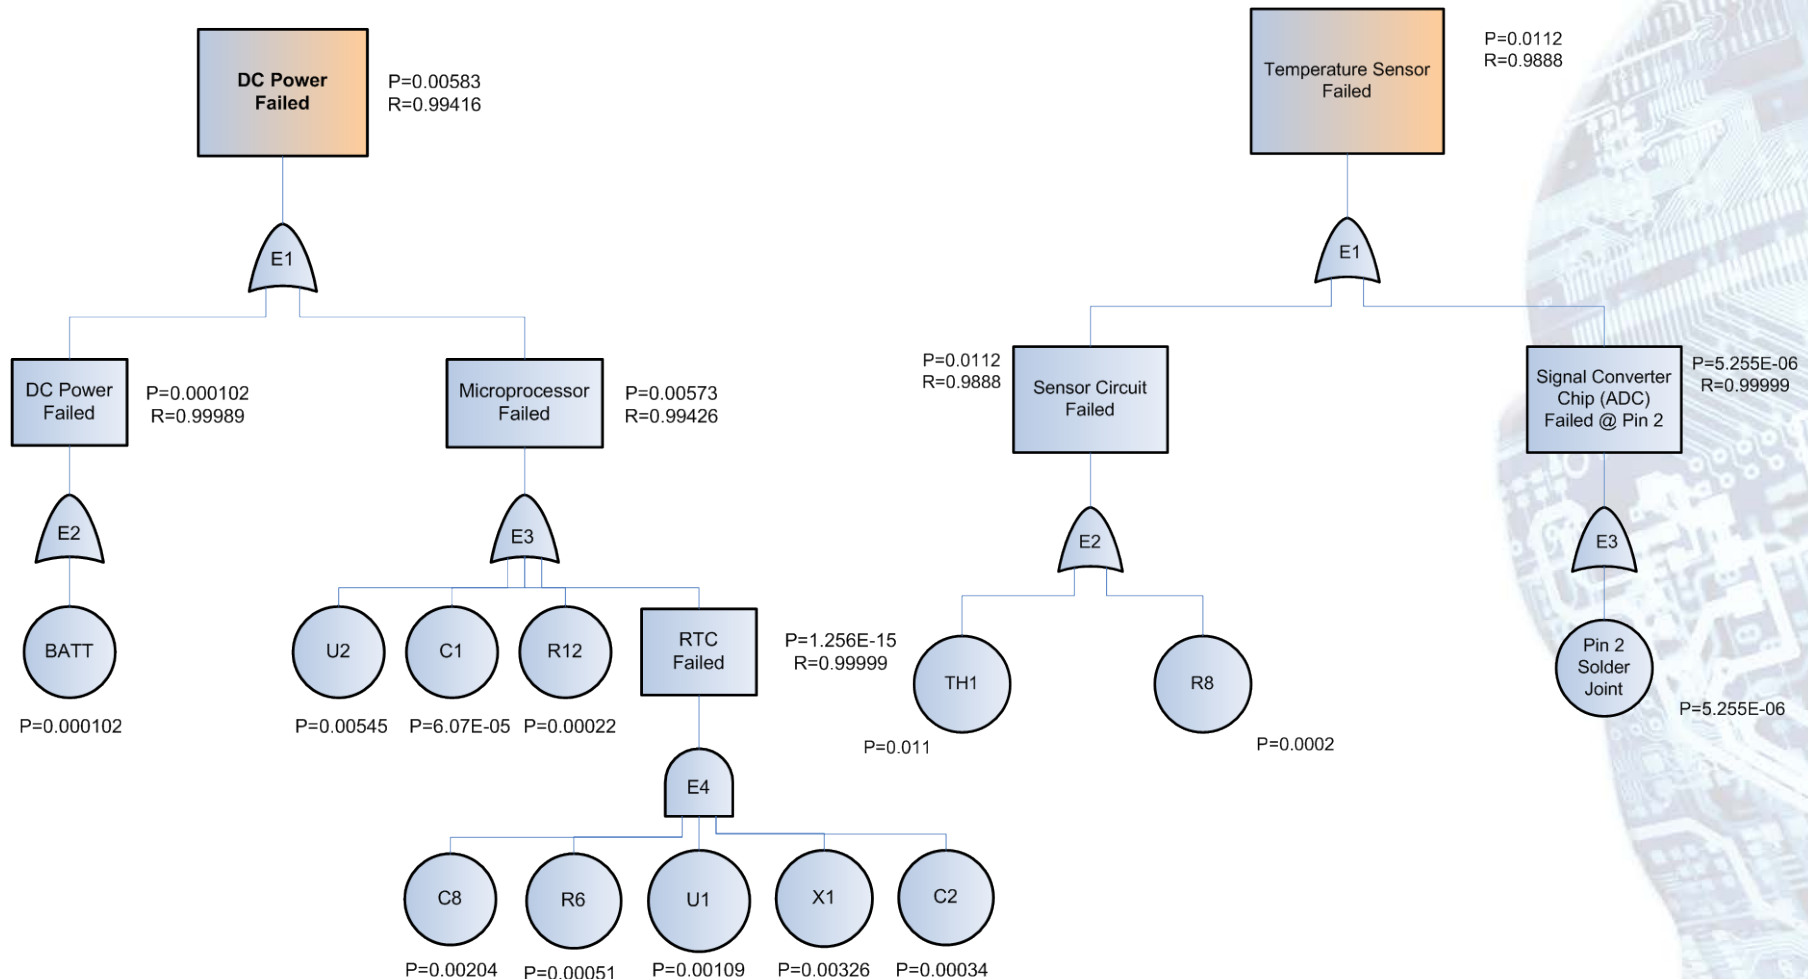 DC Power
Failed
P=0.00583
R=0.99416
E1
DC Power
Failed
P=0.000102
R=0.99989
Microprocessor
Failed
P=0.00573
R=0.99426
E2
E3
BATT
P=0.000102
U2
P=0.00545
C1
P=6.07E-05
R12
P=0.00022
RTC
Failed
P=1.256E-15
R=0.99999
E4
C8
P=0.00204
R6
P=0.00051
U1
P=0.00109
X1
P=0.00326
C2
P=0.00034
Temperature Sensor
Failed
P=0.0112
R=0.9888
E1
P=0.0112
R=0.9888
Sensor Circuit
Failed
Signal Converter
Chip (ADC)
Failed @ Pin 2
P=5.255E-06
R=0.99999
E2
E3
TH1
P=0.011
R8
P=0.0002
Pin 2
Solder
Joint
P=5.255E-06